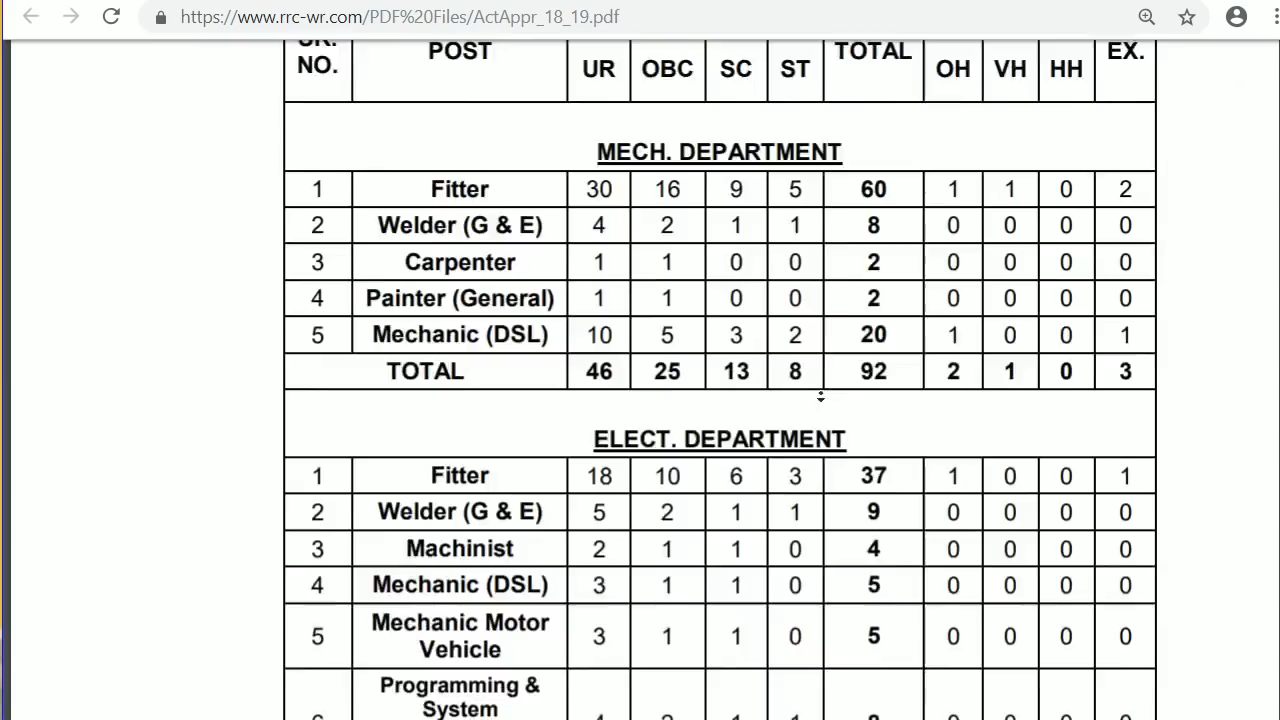 https://www.rrc-wr.com/PDF%20Files/ActAppr_18_19.pdf
SR. NO. POST UR OBC SC ST TOTAL OH VH HH EX.
MECH. DEPARTMENT
1 Fitter 30 16 9 5 60 1 1 0 2
2 Welder (G & E) 4 2 1 1 8 0 0 0 0
3 Carpenter 1 1 0 0 2 0 0 0 0
4 Painter (General) 1 1 0 0 2 0 0 0 0
5 Mechanic (DSL) 10 5 3 2 20 1 0 0 1
TOTAL 46 25 13 8 92 2 1 0 3
ELECT. DEPARTMENT
1 Fitter 18 10 6 3 37 1 0 0 1
2 Welder (G & E) 5 2 1 1 9 0 0 0 0
3 Machinist 2 1 1 0 4 0 0 0 0
4 Mechanic (DSL) 3 1 1 0 5 0 0 0 0
5 Mechanic Motor Vehicle 3 1 1 0 5 0 0 0 0
Programming &
System